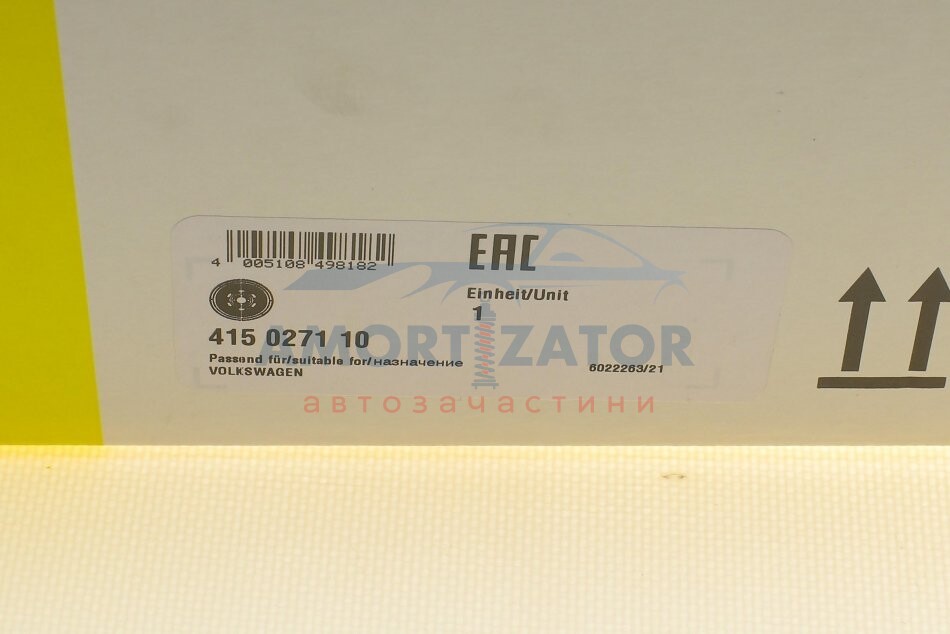 4 005108 498182
EAC
Einheit/Unit
1
415 0271 10
Passend für/suitable for/назначение
VOLKSWAGEN
6022263/21
AMORTIZATOR
автозачастини